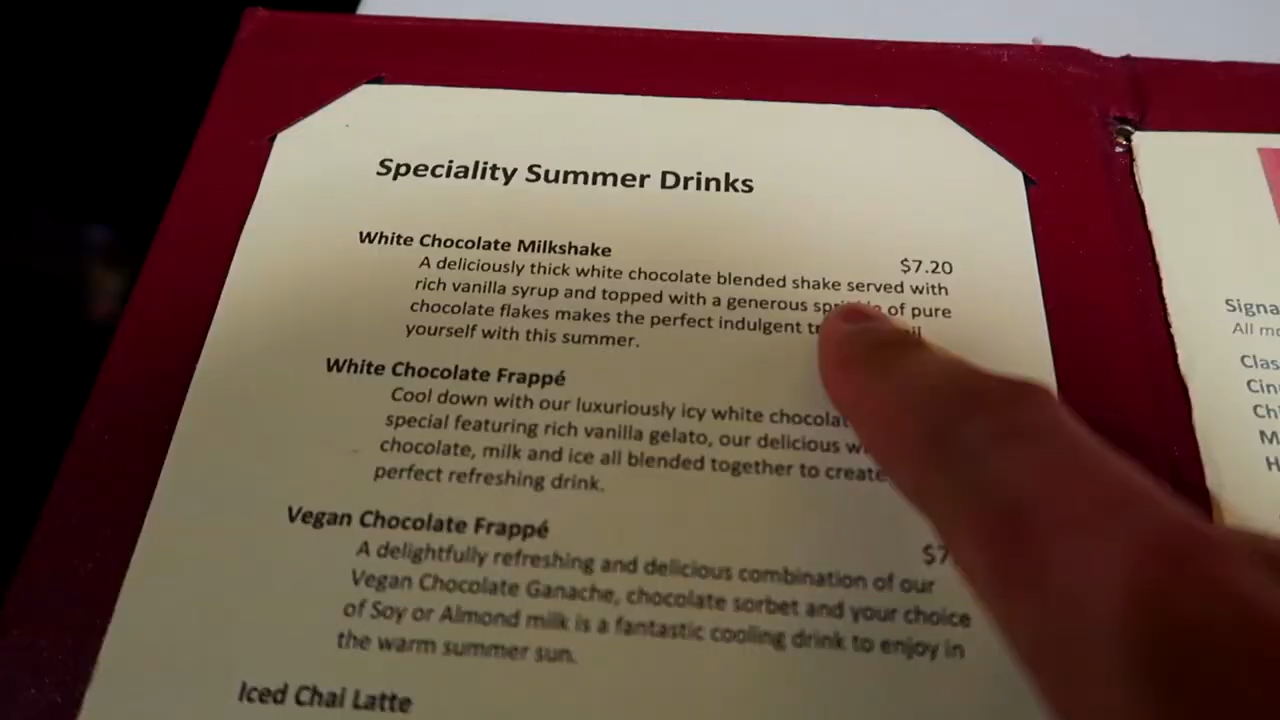 Speciality Summer Drinks
White Chocolate Milkshake
$7.20
A deliciously thick white chocolate blended shake served with
rich vanilla syrup and topped with a generous of pure
chocolate flakes makes the perfect indulgent
yourself with this summer.
White Chocolate Frappé
Cool down with our luxuriously icy white
special featuring rich vanilla gelato, our delicious
chocolate, milk and ice all blended together to create
perfect refreshing drink.
Vegan Chocolate Frappé
$7
A delightfully refreshing and delicious combination of our
Vegan Chocolate Ganache, chocolate sorbet and your choice
of Soy or Almond milk is a fantastic cooling drink to enjoy in
the warm summer sun.
Iced Chai Latte
All